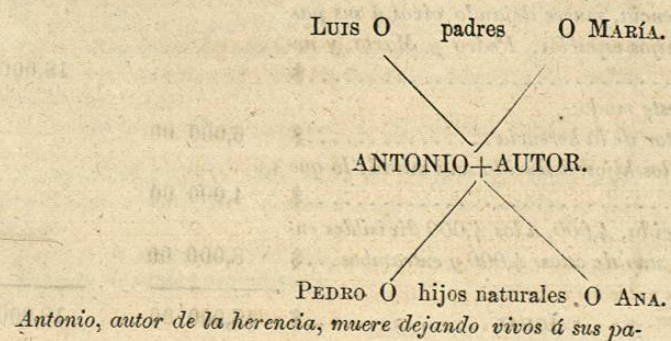 LUIS O padres O MARÍA.
ANTONIO+AUTOR.
PEDRO O hijos naturales O ANA.
Antonio, autor de la herencia, muere dejando vivos á sus pa-